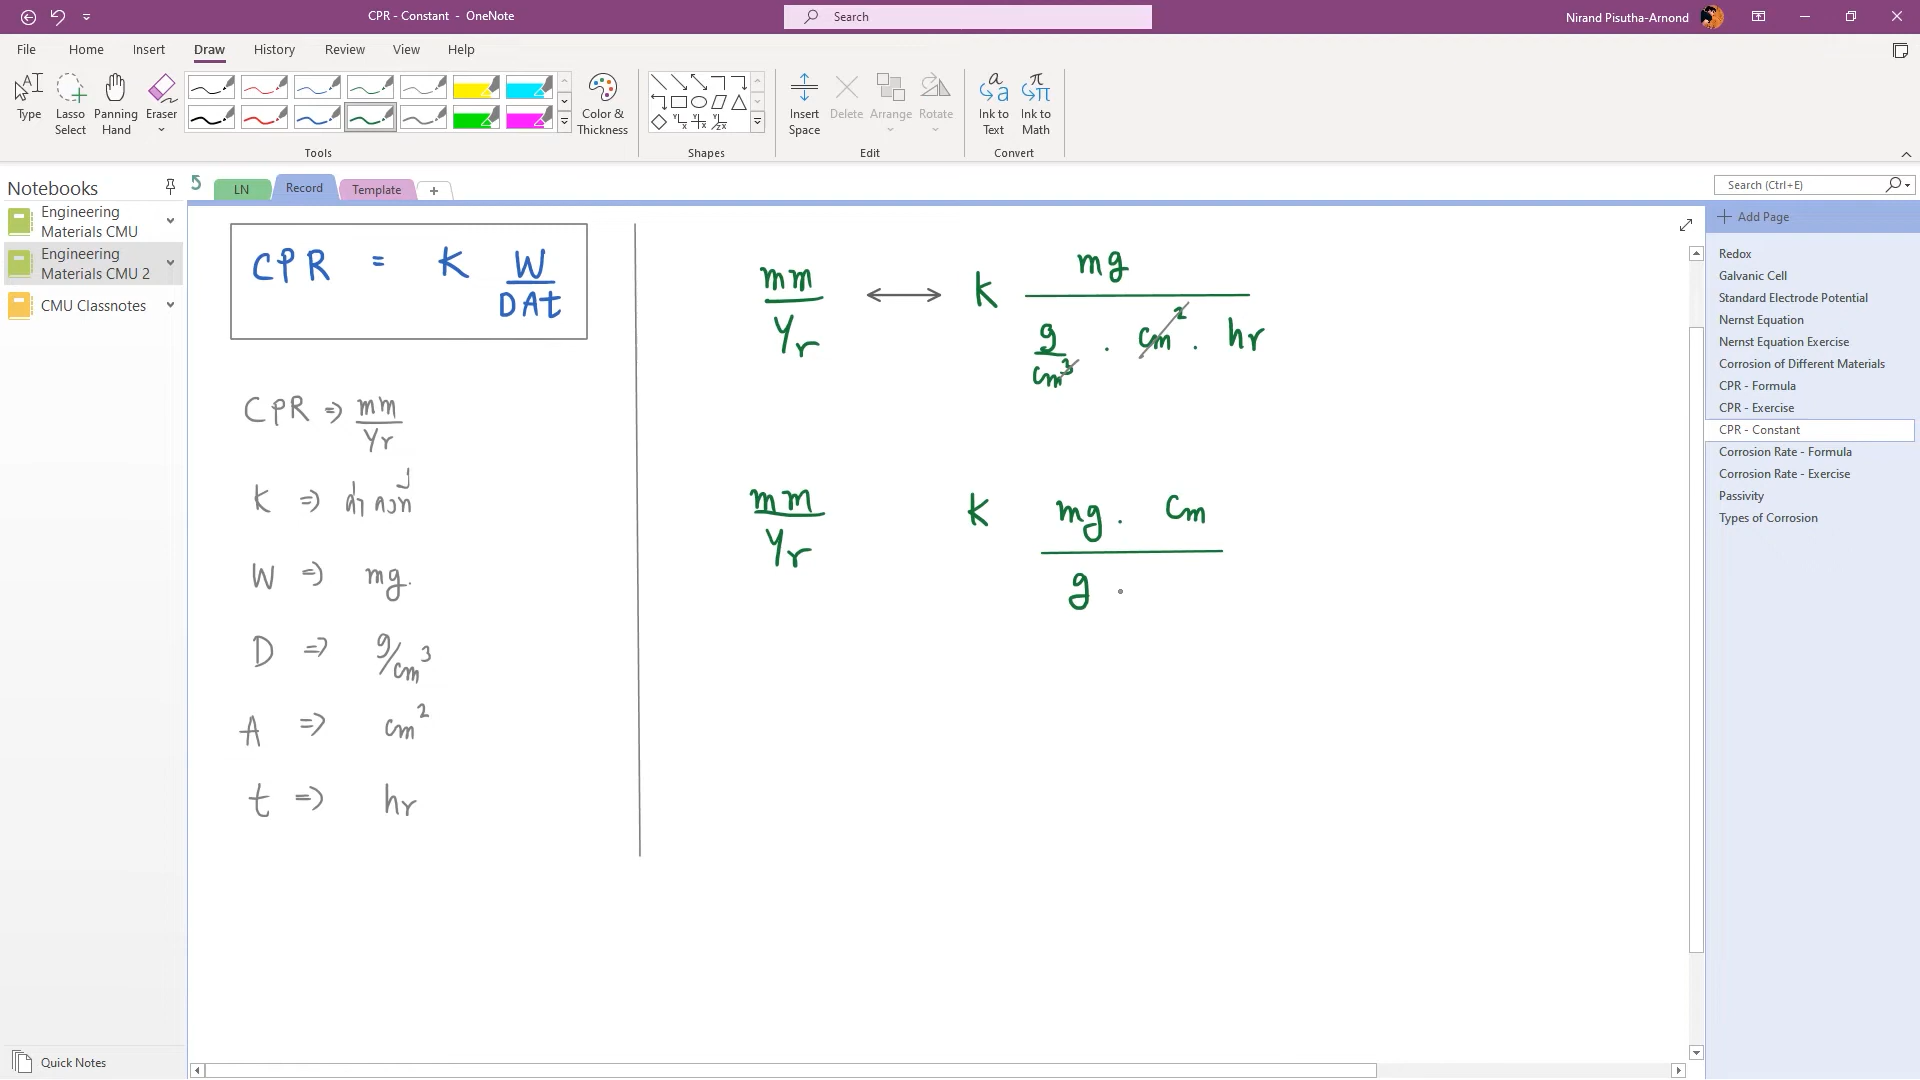 CPR - Constant - OneNote
Search
Nirand Pisutha-Arnond
File Home Insert Draw History Review View Help
Type
Lasso Select
Panning Hand
Eraser
Color & Thickness
Insert Space
Delete
Arrange
Rotate
Ink to Text
Ink to Math
Tools
Shapes
Edit
Convert
Notebooks
LN
Record
Template
Search (Ctrl+E)
Engineering Materials CMU
Engineering Materials CMU 2
CMU Classnotes
Quick Notes
CPR = K W / DAt
CPR => mm / Yr
K => ค่าคงที่
W => mg.
D => g/cm³
A => cm²
t => hr
mm / Yr ↔ K mg / g/cm³ . cm² . hr
mm / Yr K mg . cm / g .
Add Page
Redox
Galvanic Cell
Standard Electrode Potential
Nernst Equation
Nernst Equation Exercise
Corrosion of Different Materials
CPR - Formula
CPR - Exercise
CPR - Constant
Corrosion Rate - Formula
Corrosion Rate - Exercise
Passivity
Types of Corrosion